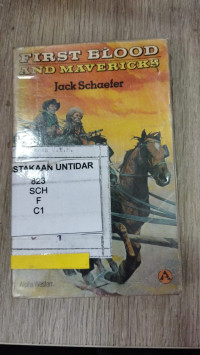 FIRST BLOOD
AND MAVERICKS
Jack Schaefer
STAKAAN UNTIDAR
823
SCH
F
C1